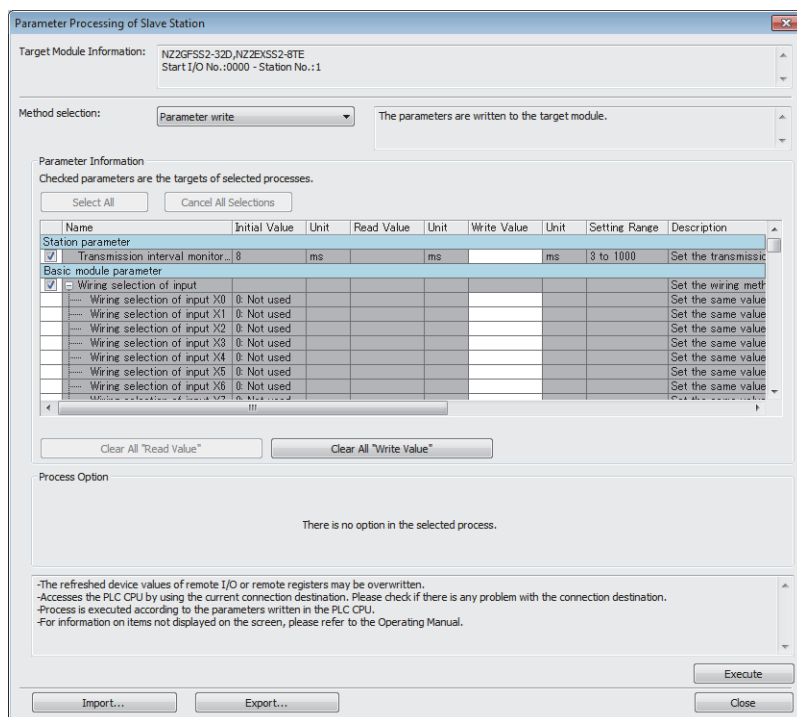 Parameter Processing of Slave Station
Target Module Information:
NZ2GFSS2-32D,NZ2EXSS2-8TE
Start I/O No.:0000 - Station No.:1
Method selection:
Parameter write
The parameters are written to the target module.
Parameter Information
Checked parameters are the targets of selected processes.
Select All
Cancel All Selections
Name Initial Value Unit Read Value Unit Write Value Unit Setting Range Description
Station parameter
Transmission interval monitor... 8 ms ms ms 3 to 1000 Set the transmissic
Basic module parameter
Wiring selection of input Set the wiring meth
Wiring selection of input X0 0: Not used Set the same value
Wiring selection of input X1 0: Not used Set the same value
Wiring selection of input X2 0: Not used Set the same value
Wiring selection of input X3 0: Not used Set the same value
Wiring selection of input X4 0: Not used Set the same value
Wiring selection of input X5 0: Not used Set the same value
Wiring selection of input X6 0: Not used Set the same value
Clear All "Read Value"
Clear All "Write Value"
Process Option
There is no option in the selected process.
-The refreshed device values of remote I/O or remote registers may be overwritten.
-Accesses the PLC CPU by using the current connection destination. Please check if there is any problem with the connection destination.
-Process is executed according to the parameters written in the PLC CPU.
-For information on items not displayed on the screen, please refer to the Operating Manual.
Execute
Import...
Export...
Close